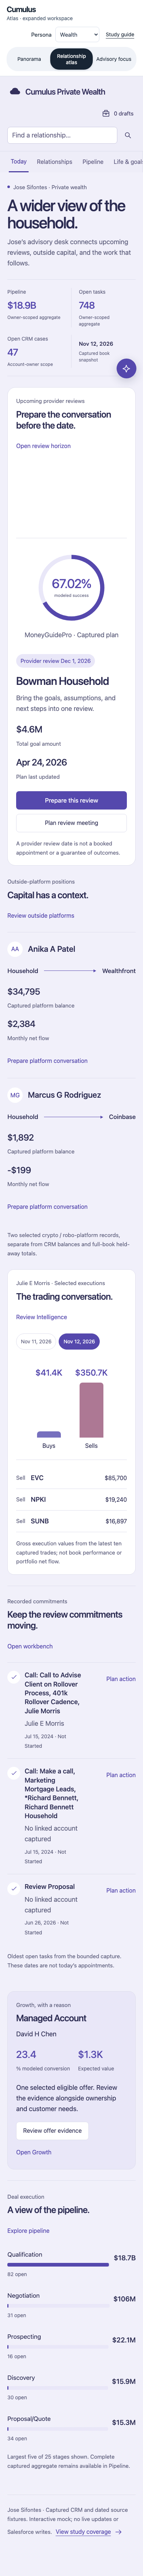 Cumulus
Atlas - expanded workspace
Persona Wealth Study guide
Panorama
Relationship
atlas
Advisory focus
Cumulus Private Wealth
0 drafts
Find a relationship...
Today Relationships Pipeline Life & goals
Jose Sifontes · Private wealth
A wider view of the
household.
Jose's advisory desk connects upcoming
reviews, outside capital, and the work that
follows.
Pipeline
$18.9B
Owner-scoped aggregate
Open tasks
748
Owner-scoped
aggregate
Open CRM cases
47
Account-owner scope
Nov 12, 2026
Captured book
snapshot
Upcoming provider reviews
Prepare the conversation
before the date.
Open review horizon
67.02%
modeled success
MoneyGuidePro · Captured plan
Provider review Dec 1, 2026
Bowman Household
Bring the goals, assumptions, and
next steps into one review.
$4.6M
Total goal amount
Apr 24, 2026
Plan last updated
Prepare this review
Plan review meeting
A provider review date is not a booked
appointment or a guarantee of outcomes.
Outside-platform positions
Capital has a context.
Review outside platforms
AA Anika A Patel
Household Wealthfront
$34,795
Captured platform balance
$2,384
Monthly net flow
Prepare platform conversation
MG Marcus G Rodriguez
Household Coinbase
$1,892
Captured platform balance
-$199
Monthly net flow
Prepare platform conversation
Two selected crypto / robo-platform records,
separate from CRM balances and full-book held-
away totals.
Julie E Morris · Selected executions
The trading conversation.
Review Intelligence
Nov 11, 2026 Nov 12, 2026
$41.4K $350.7K
Buys Sells
Sell EVC $85,700
Sell NPKI $19,240
Sell SUNB $16,897
Gross execution values from the latest ten
captured trades; not book performance or
portfolio net flow.
Recorded commitments
Keep the review commitments
moving.
Open workbench
Call: Call to Advise
Client on Rollover
Process, 401k
Rollover Cadence,
Julie Morris
Plan action
Julie E Morris
Jul 15, 2024 · Not
Started
Call: Make a call,
Marketing
Mortgage Leads,
*Richard Bennett,
Richard Bennett
Household
Plan action
No linked account
captured
Jul 15, 2024 · Not
Started
Review Proposal
Plan action
No linked account
captured
Jun 26, 2026 · Not
Started
Oldest open tasks from the bounded capture.
These dates are not today's appointments.
Growth, with a reason
Managed Account
David H Chen
23.4
% modeled conversion
$1.3K
Expected value
One selected eligible offer. Review
the evidence alongside ownership
and customer needs.
Review offer evidence
Open Growth
Deal execution
A view of the pipeline.
Explore pipeline
Qualification
$18.7B
82 open
Negotiation
$106M
31 open
Prospecting
$22.1M
16 open
Discovery
$15.9M
30 open
Proposal/Quote
$15.3M
34 open
Largest five of 25 stages shown. Complete
captured aggregate remains available in Pipeline.
Jose Sifontes · Captured CRM and dated source
fixtures. Interactive mock; no live updates or
Salesforce writes. View study coverage →